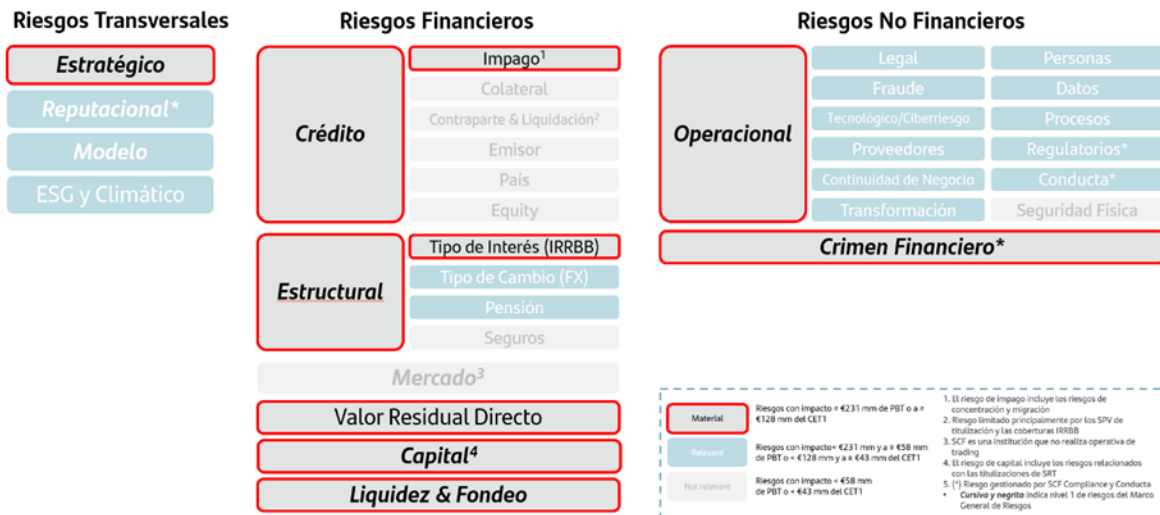 Riesgos Transversales
Estratégico
Reputacional*
Modelo
ESG y Climático
Riesgos Financieros
Crédito
Impago¹
Colateral
Contraparte & Liquidación²
Emisor
País
Equity
Estructural
Tipo de Interés (IRRBB)
Tipo de Cambio (FX)
Pensión
Seguros
Mercado³
Valor Residual Directo
Capital⁴
Liquidez & Fondeo
Riesgos No Financieros
Operacional
Legal
Personas
Fraude
Datos
Tecnológico/Ciberriesgo
Procesos
Proveedores
Regulatorios*
Continuidad de Negocio
Conducta*
Transformación
Seguridad Física
Crimen Financiero*
Material
Riesgos con impacto ≥ €231 mm de PBT o a ≥
€128 mm del CET1
Relevant
Riesgos con impacto< €231 mm y a ≥ €58 mm
de PBT o < €128 mm y a ≥ €43 mm del CET1
Not relevant
Riesgos con impacto < €58 mm
de PBT o < €43 mm del CET1
1. El riesgo de impago incluye los riesgos de
concentración y migración
2. Riesgo limitado principalmente por los SPV de
titulización y las coberturas IRRBB
3. SCF es una institución que no realiza operativa de
trading
4. El riesgo de capital incluye los riesgos relacionados
con las titulizaciones de SRT
5. (*) Riesgo gestionado por SCF Compliance y Conducta
• Cursiva y negrita indica nivel 1 de riesgos del Marco
General de Riesgos